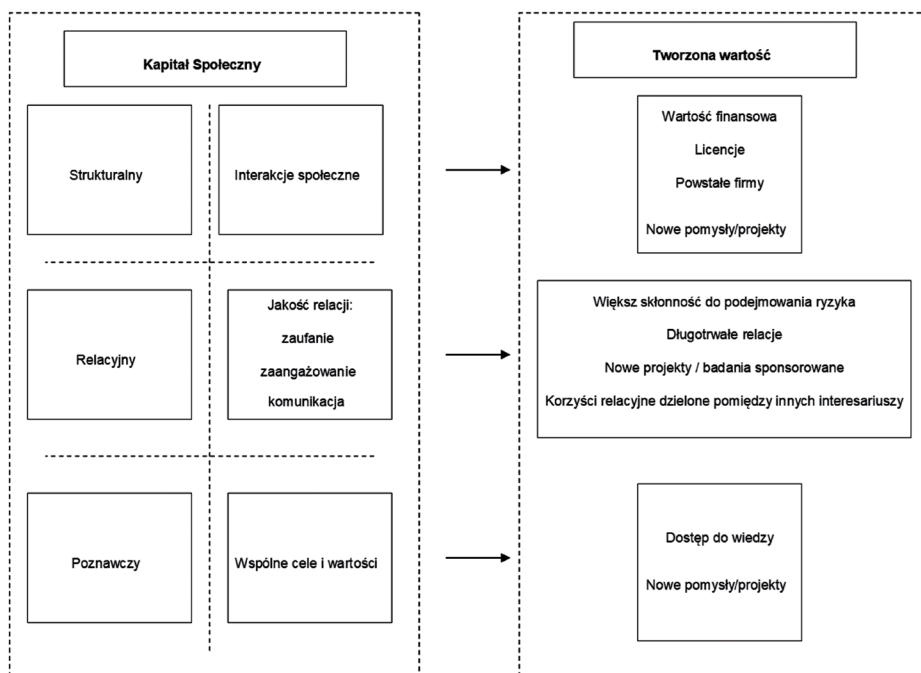 Kapitał Społeczny
Tworzona wartość
Strukturalny
Interakcje społeczne
Wartość finansowa
Licencje
Powstałe firmy
Nowe pomysły/projekty
Relacyjny
Jakość relacji:
zaufanie
zaangażowanie
komunikacja
Większ skłonność do podejmowania ryzyka
Długotrwałe relacje
Nowe projekty / badania sponsorowane
Korzyści relacyjne dzielone pomiędzy innych interesariuszy
Poznawczy
Wspólne cele i wartości
Dostęp do wiedzy
Nowe pomysły/projekty